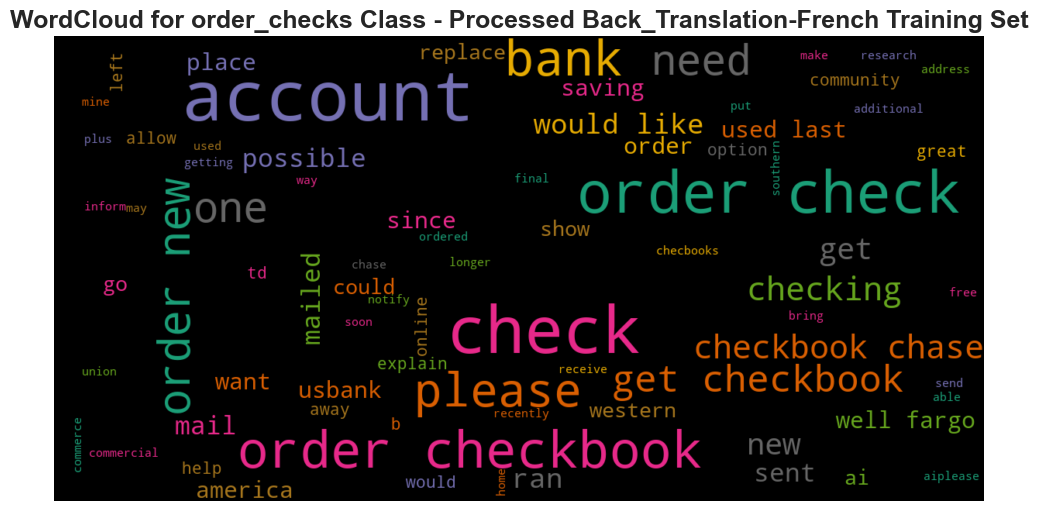 WordCloud for order_checks Class - Processed Back_Translation-French Training Set
account
bank
need
replace
place
left
saving
make
research
address
community
mine
put
additional
would like
used last
plus
allow
used
order
option
great
getting
possible
southern
way
final
order check
order new
one
inform
may
since
ordered
show
checbooks
get
td
chase
longer
go
mailed
could
notify
checking
free
soon
online
check
bring
checkbook chase
explain
union
receive
want
usbank
please
get checkbook
send
able
away
recently
western
b
mail
well fargo
commerce
order checkbook
new
commercial
help
would
home
ran
sent
ai
aiplease
america